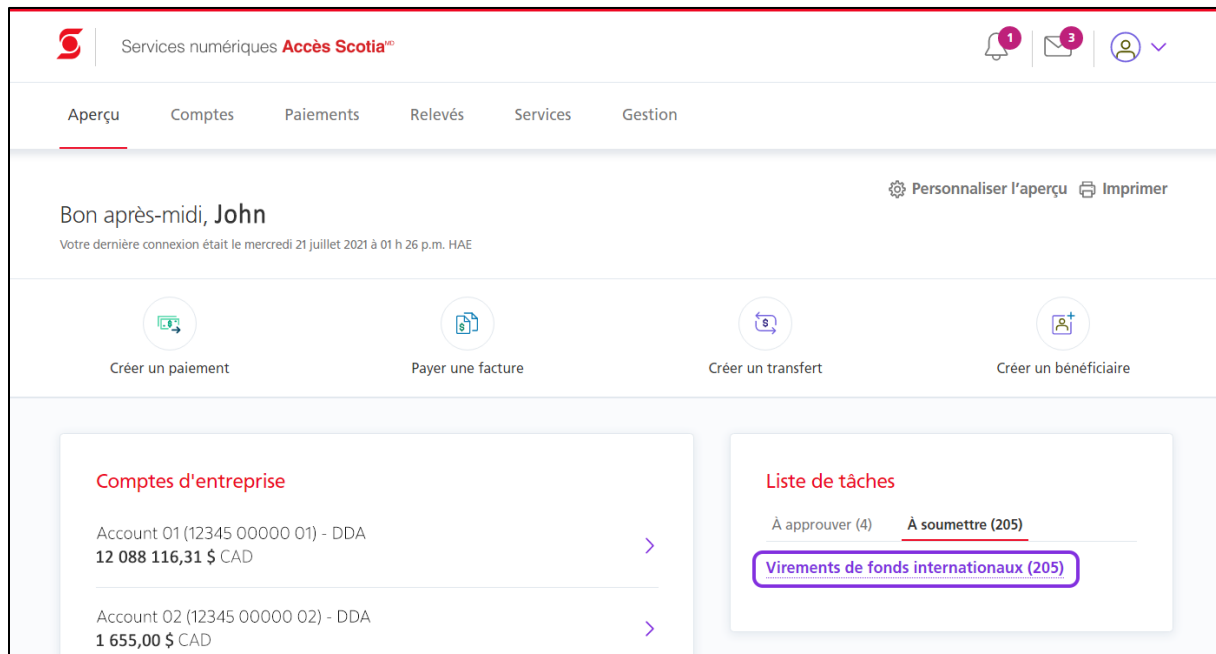 Services numériques Accès Scotia MD
1
3
Aperçu Comptes Paiements Relevés Services Gestion
Personnaliser l'aperçu Imprimer
Bon après-midi, John
Votre dernière connexion était le mercredi 21 juillet 2021 à 01 h 26 p.m. HAE
Créer un paiement Payer une facture Créer un transfert Créer un bénéficiaire
Comptes d'entreprise
Account 01 (12345 00000 01) - DDA
12 088 116,31 $ CAD
Account 02 (12345 00000 02) - DDA
1 655,00 $ CAD
Liste de tâches
À approuver (4) À soumettre (205)
Virements de fonds internationaux (205)